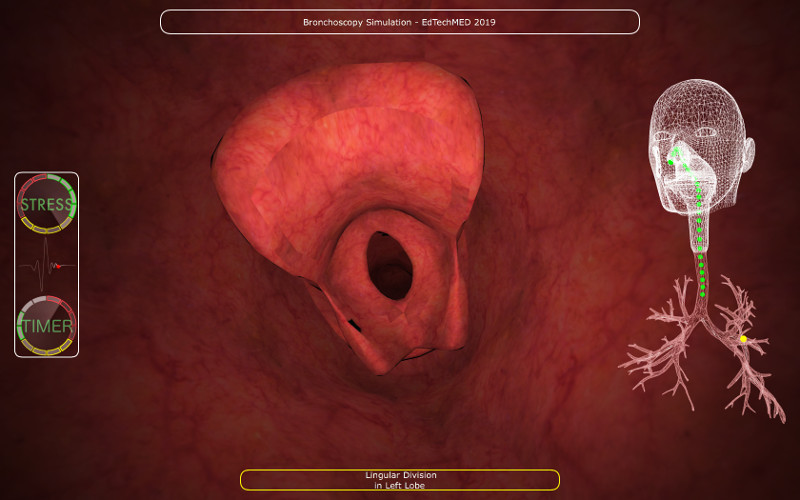 Bronchoscopy Simulation - EdTechMED 2019
STRESS
TIMER
Lingular Division
in Left Lobe